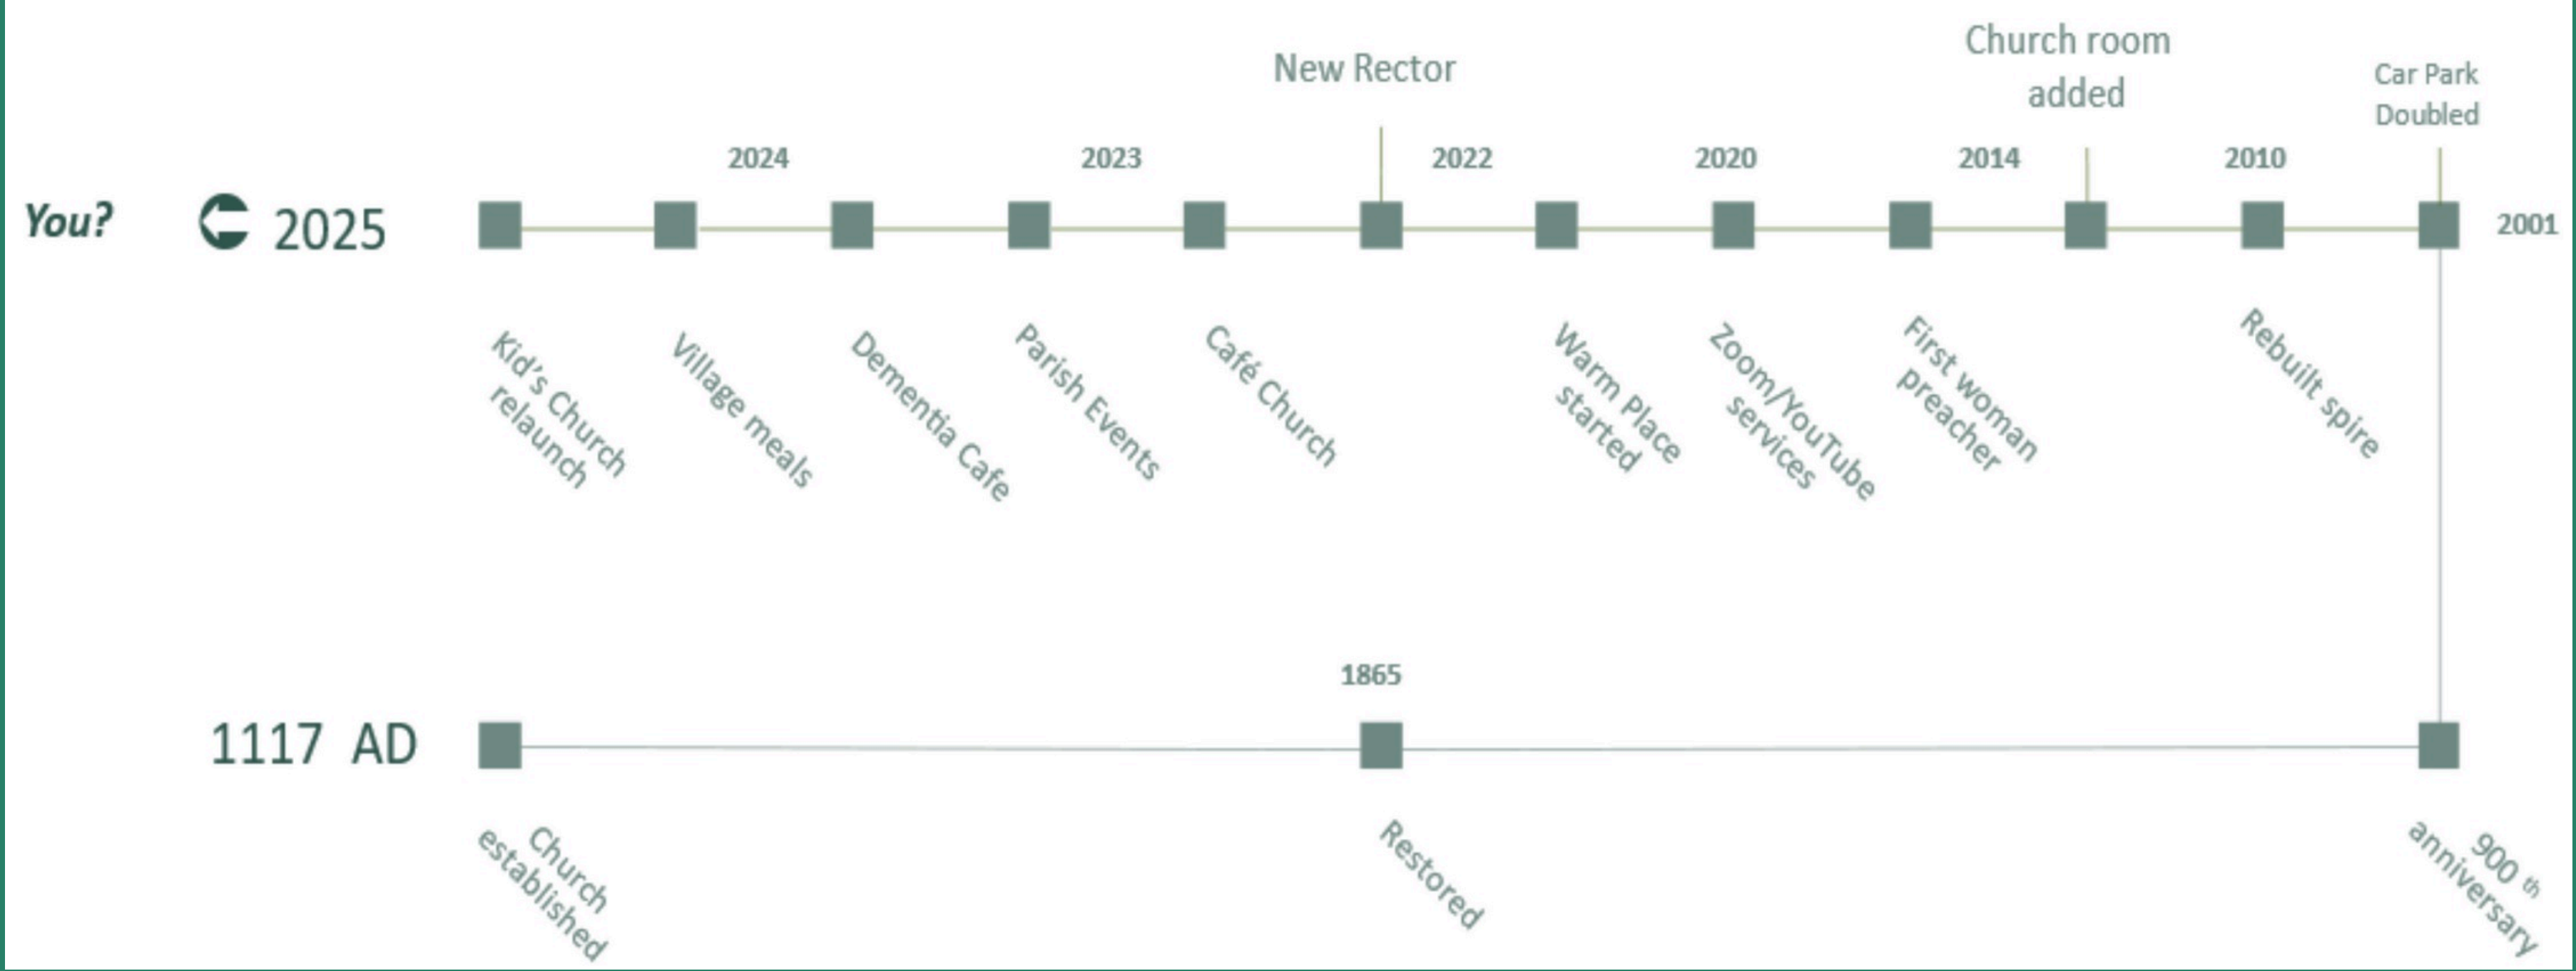 New Rector
Church room
added
Car Park
Doubled
2024
2023
2022
2020
2014
2010
You?
2025
2001
Kid's Church
relaunch
Village meals
Dementia Cafe
Parish Events
Café Church
Warm Place
started
Zoom/YouTube
services
First woman
preacher
Rebuilt spire
1865
1117 AD
Church
established
Restored
900 th
anniversary